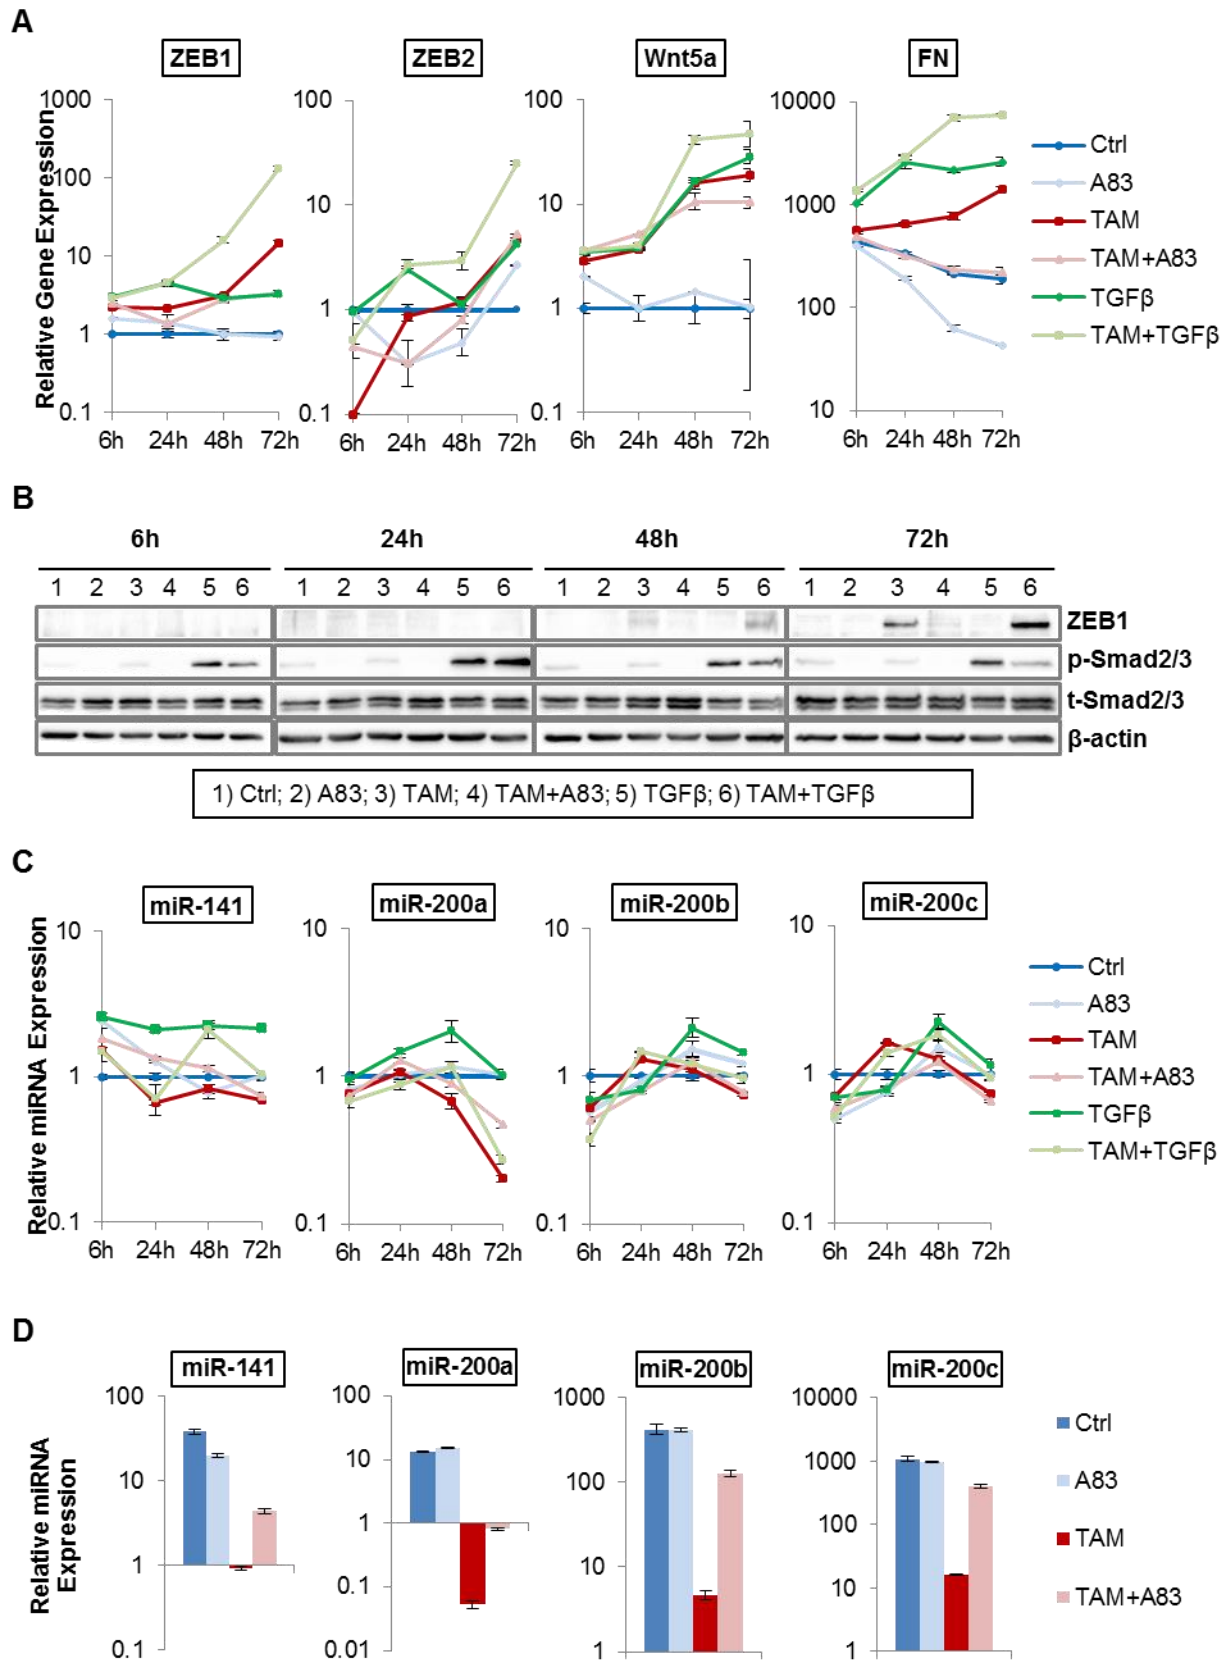 A
ZEB1 ZEB2 Wnt5a FN
Relative Gene Expression
1000
100
10
1
0.1
6h 24h 48h 72h
100
10
1
0.1
6h 24h 48h 72h
100
10
1
0.1
6h 24h 48h 72h
10000
1000
100
10
6h 24h 48h 72h
Ctrl
A83
TAM
TAM+A83
TGFβ
TAM+TGFβ
B
6h 24h 48h 72h
1 2 3 4 5 6 1 2 3 4 5 6 1 2 3 4 5 6 1 2 3 4 5 6
ZEB1
p-Smad2/3
t-Smad2/3
β-actin
1) Ctrl; 2) A83; 3) TAM; 4) TAM+A83; 5) TGFβ; 6) TAM+TGFβ
C
miR-141 miR-200a miR-200b miR-200c
Relative miRNA Expression
10
1
0.1
6h 24h 48h 72h
10
1
0.1
6h 24h 48h 72h
10
1
0.1
6h 24h 48h 72h
10
1
0.1
6h 24h 48h 72h
Ctrl
A83
TAM
TAM+A83
TGFβ
TAM+TGFβ
D
miR-141 miR-200a miR-200b miR-200c
Relative miRNA
Expression
100
10
1
0.1
100
10
1
0.1
0.01
1000
100
10
1
10000
1000
100
10
1
Ctrl
A83
TAM
TAM+A83